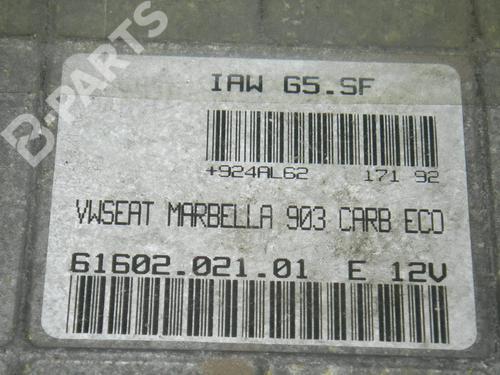 IAW G5.SF
+924AL62 171 92
VWSEAT MARBELLA 903 CARB ECO
61602.021.01 E 12V
B-PARTS